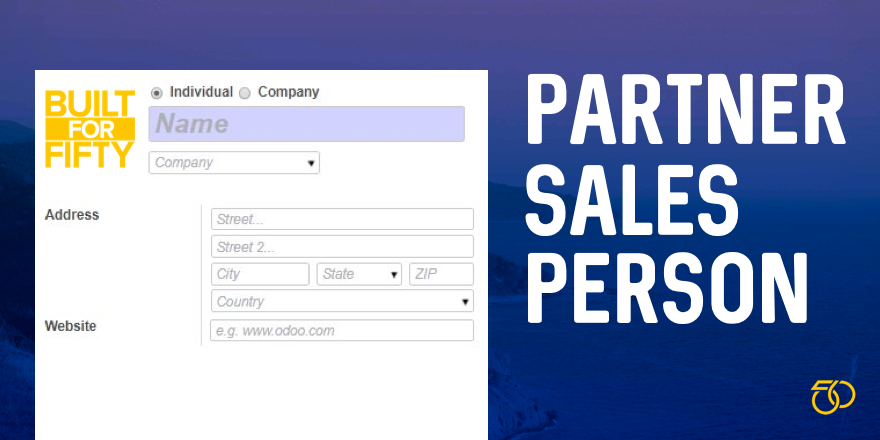 BUILT
FOR
FIFTY
Individual Company
Name
Company
Address
Street...
Street 2...
City State ZIP
Country
Website
e.g. www.odoo.com
PARTNER
SALES
PERSON
50